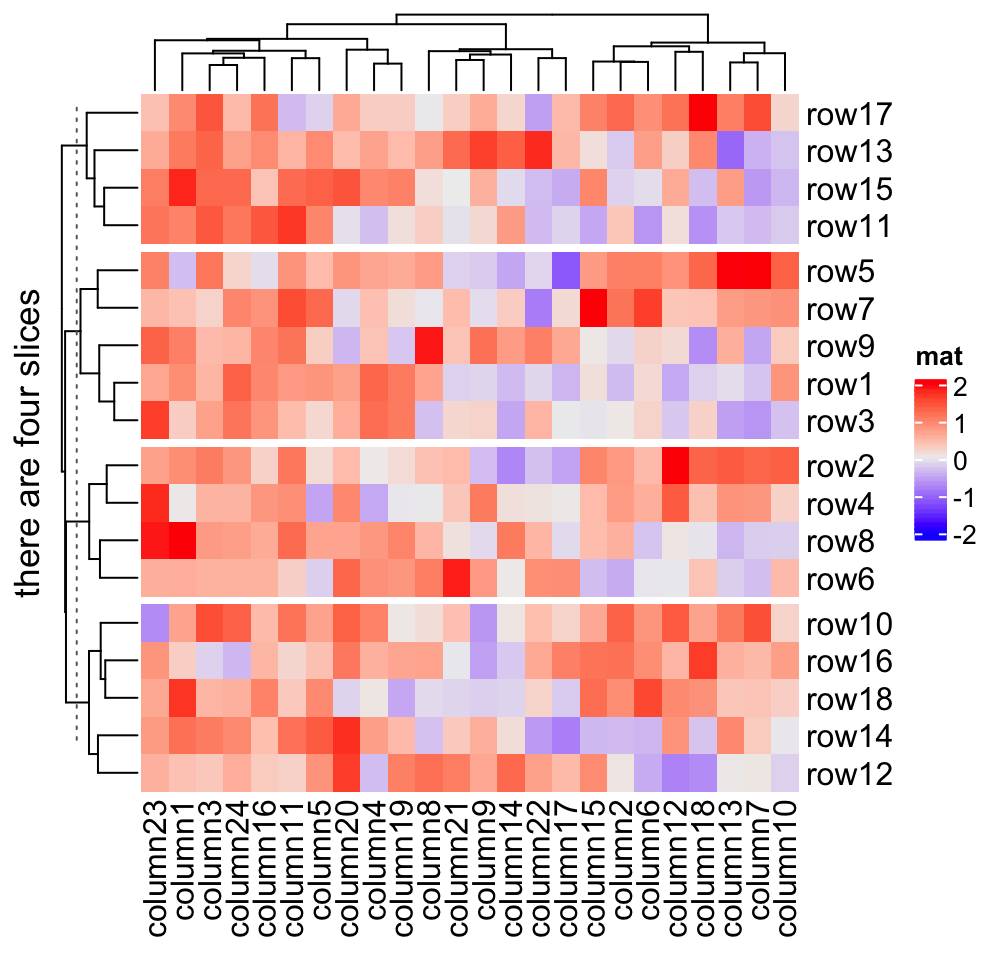 there are four slices
row17
row13
row15
row11
row5
row7
row9
row1
row3
row2
row4
row8
row6
row10
row16
row18
row14
row12
column23
column1
column3
column24
column16
column11
column5
column20
column4
column19
column8
column21
column9
column14
column22
column17
column15
column2
column6
column12
column18
column13
column7
column10
mat
2
1
0
-1
-2